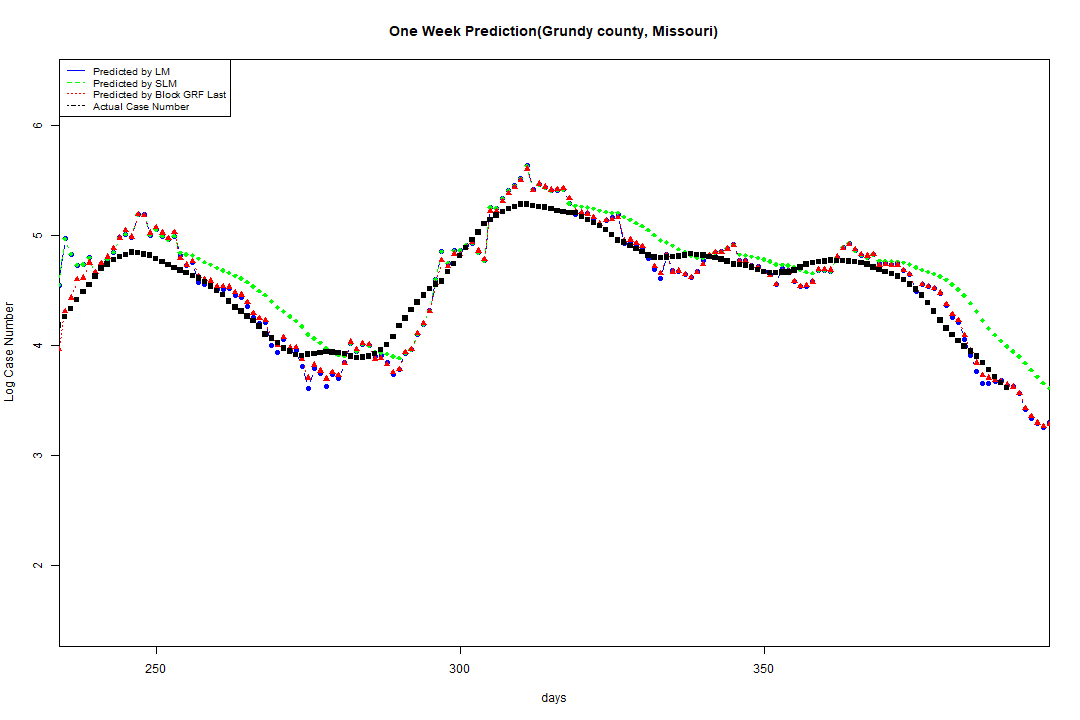 One Week Prediction(Grundy county, Missouri)
Predicted by LM
Predicted by SLM
Predicted by Block GRF Last
Actual Case Number
6
5
4
3
2
Log Case Number
250
300
350
days